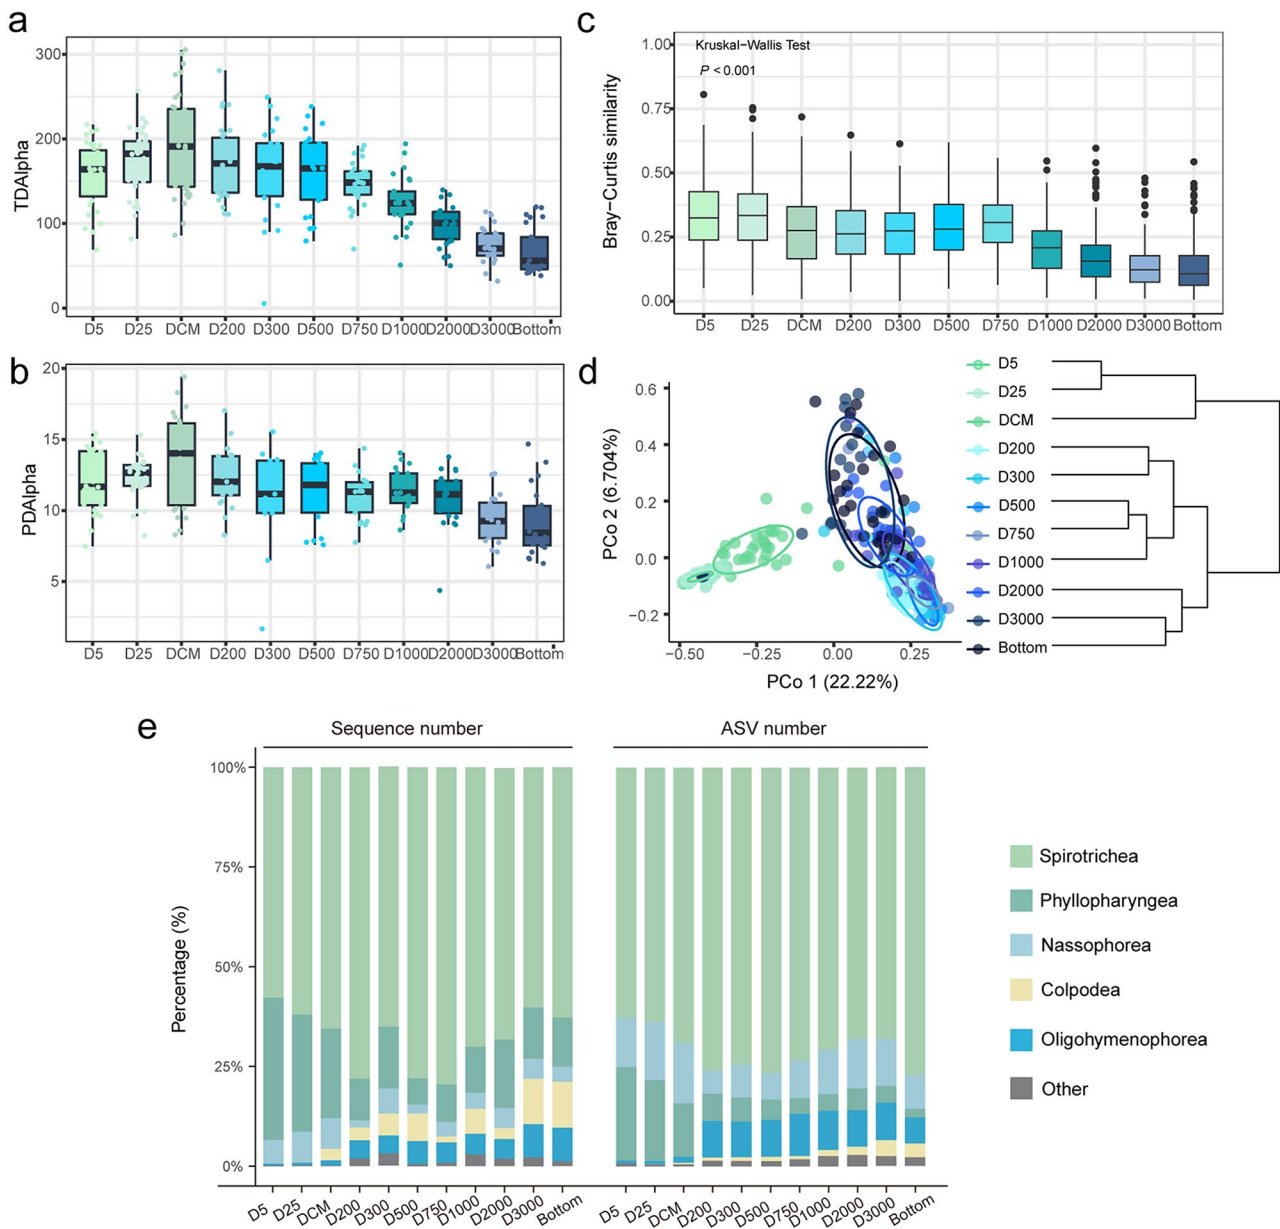 a
TDAlpha
300
200
100
0
D5 D25 DCM D200 D300 D500 D750 D1000 D2000 D3000 Bottom
b
PDAlpha
20
15
10
5
D5 D25 DCM D200 D300 D500 D750 D1000 D2000 D3000 Bottom
c
Bray−Curtis similarity
Kruskal−Wallis Test
P < 0.001
1.00
0.75
0.50
0.25
0.00
D5 D25 DCM D200 D300 D500 D750 D1000 D2000 D3000 Bottom
d
PCo 2 (6.704%)
0.6
0.4
0.2
0.0
−0.2
−0.50 −0.25 0.00 0.25
PCo 1 (22.22%)
D5
D25
DCM
D200
D300
D500
D750
D1000
D2000
D3000
Bottom
e
Sequence number
ASV number
Percentage (%)
100%
75%
50%
25%
0%
D5 D25 DCM D200 D300 D500 D750 D1000 D2000 D3000 Bottom
D5 D25 DCM D200 D300 D500 D750 D1000 D2000 D3000 Bottom
Spirotrichea
Phyllopharyngea
Nassophorea
Colpodea
Oligohymenophorea
Other